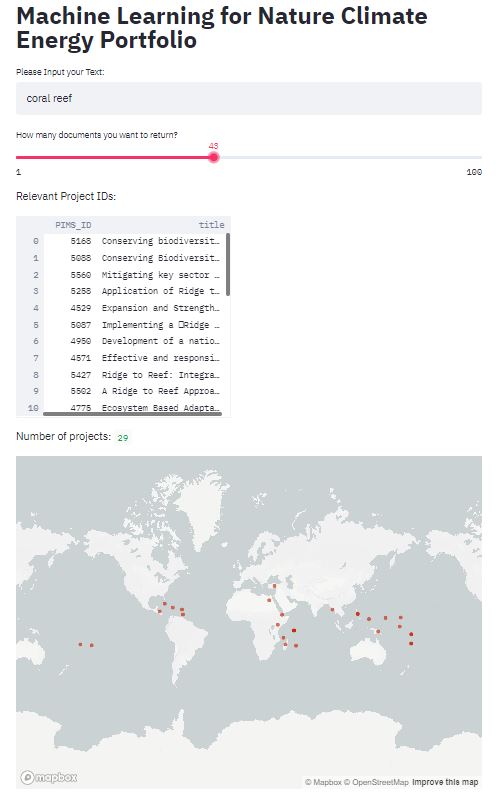 Machine Learning for Nature Climate
Energy Portfolio
Please Input your Text:
coral reef
How many documents you want to return?
43
1 100
Relevant Project IDs:
PIMS_ID title
0 5168 Conserving biodiversit…
1 5088 Conserving Biodiversit…
2 5560 Mitigating key sector …
3 5258 Application of Ridge t…
4 4529 Expansion and Strength…
5 5087 Implementing a Ridge …
6 4950 Development of a natio…
7 4571 Effective and responsi…
8 5427 Ridge to Reef: Integra…
9 5502 A Ridge to Reef Approa…
10 4775 Ecosystem Based Adapta…
Number of projects: 29
mapbox
© Mapbox © OpenStreetMap Improve this map